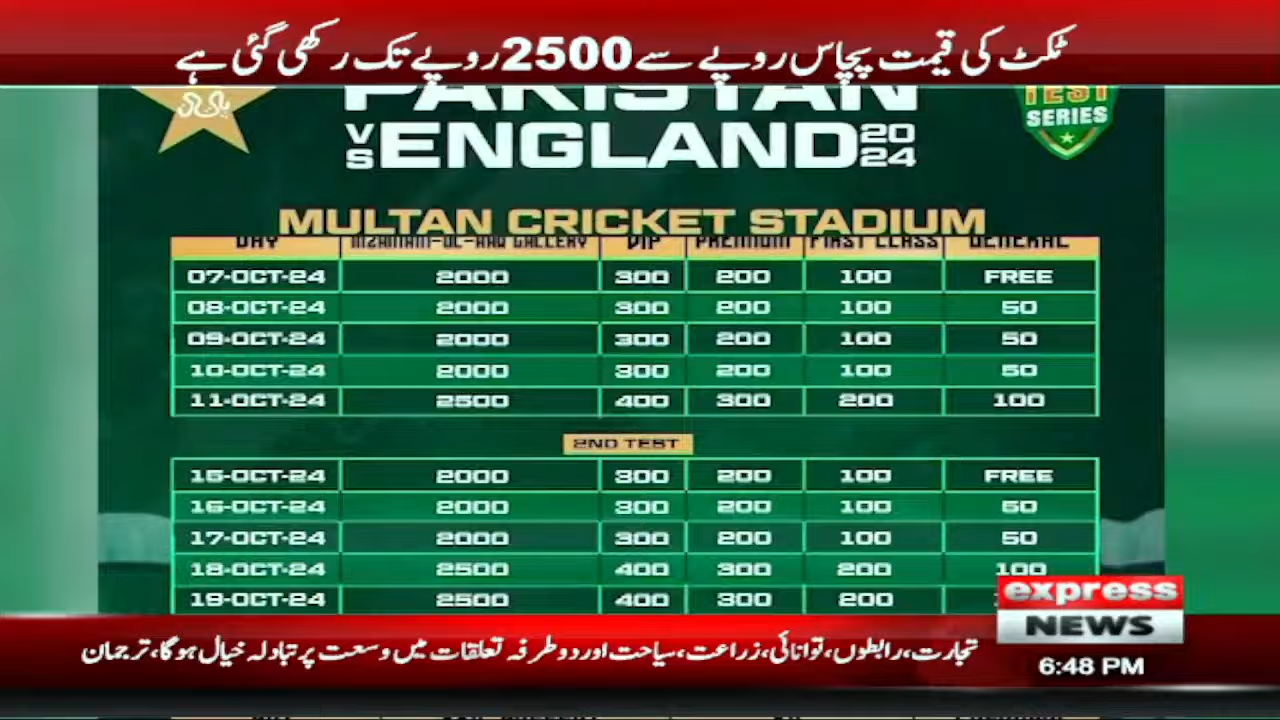 ٹکٹ کی قیمت پچاس روپے سے 2500 روپے تک رکھی گئی ہے
PAKISTAN
VS ENGLAND 2024
TEST SERIES
MULTAN CRICKET STADIUM
DAY INZAMAM-UL-HAQ GALLERY VIP PREMIUM FIRST CLASS GENERAL
07-OCT-24 2000 300 200 100 FREE
08-OCT-24 2000 300 200 100 50
09-OCT-24 2000 300 200 100 50
10-OCT-24 2000 300 200 100 50
11-OCT-24 2500 400 300 200 100
2ND TEST
15-OCT-24 2000 300 200 100 FREE
16-OCT-24 2000 300 200 100 50
17-OCT-24 2000 300 200 100 50
18-OCT-24 2500 400 300 200 100
19-OCT-24 2500 400 300 200
express
NEWS
تجارت، رابطوں، توانائی، زراعت، سیاحت اور دو طرفہ تعلقات میں وسعت پر تبادلہ خیال ہوگا، ترجمان
6:48 PM